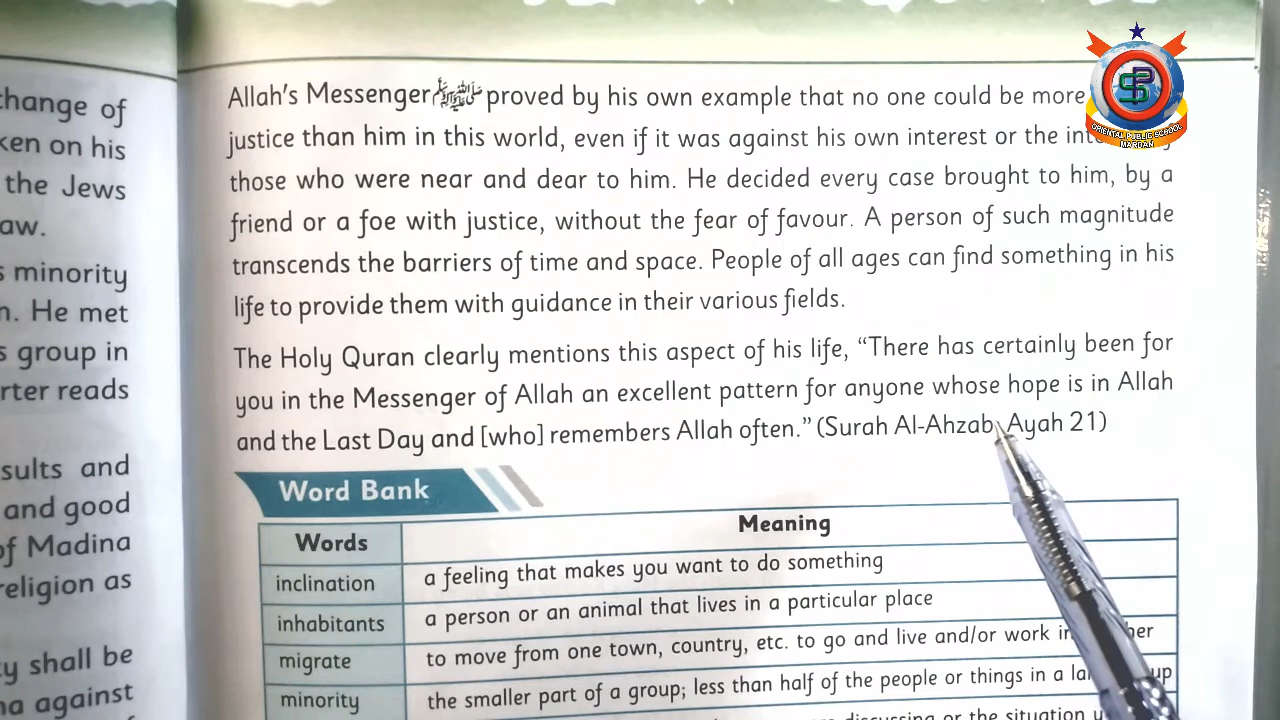 change of
ken on his
the Jews
aw.
s minority
n. He met
s group in
rter reads
sults and
and good
of Madina
religion as
ty shall be
na against
Allah's Messenger ﷺ proved by his own example that no one could be more
justice than him in this world, even if it was against his own interest or the
those who were near and dear to him. He decided every case brought to him, by a
friend or a foe with justice, without the fear of favour. A person of such magnitude
transcends the barriers of time and space. People of all ages can find something in his
life to provide them with guidance in their various fields.
The Holy Quran clearly mentions this aspect of his life, “There has certainly been for
you in the Messenger of Allah an excellent pattern for anyone whose hope is in Allah
and the Last Day and [who] remembers Allah often.” (Surah Al-Ahzab, Ayah 21)
Word Bank
Words Meaning
inclination a feeling that makes you want to do something
inhabitants a person or an animal that lives in a particular place
migrate to move from one town, country, etc. to go and live and/or work in
minority the smaller part of a group; less than half of the people or things in a
discussing or the situation
ORIENTAL PUBLIC SCHOOL
MARDAN